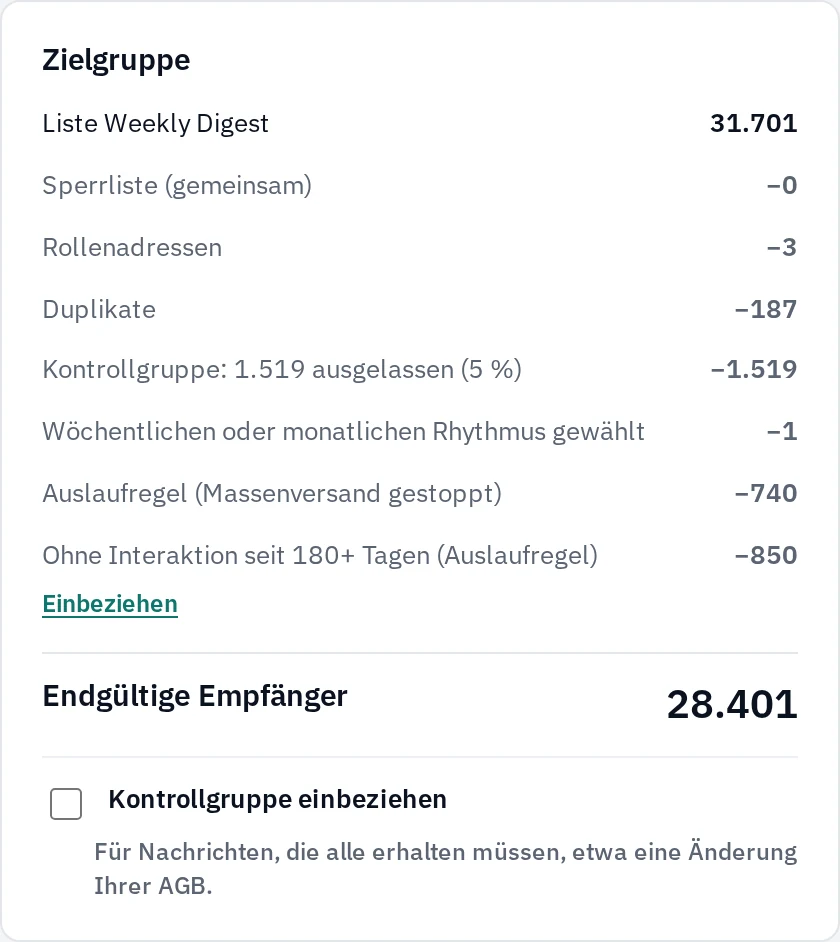 Zielgruppe
Liste Weekly Digest 31.701
Sperrliste (gemeinsam) −0
Rollenadressen −3
Duplikate −187
Kontrollgruppe: 1.519 ausgelassen (5 %) −1.519
Wöchentlichen oder monatlichen Rhythmus gewählt −1
Auslaufregel (Massenversand gestoppt) −740
Ohne Interaktion seit 180+ Tagen (Auslaufregel) −850
Einbeziehen
Endgültige Empfänger 28.401
Kontrollgruppe einbeziehen
Für Nachrichten, die alle erhalten müssen, etwa eine Änderung
Ihrer AGB.